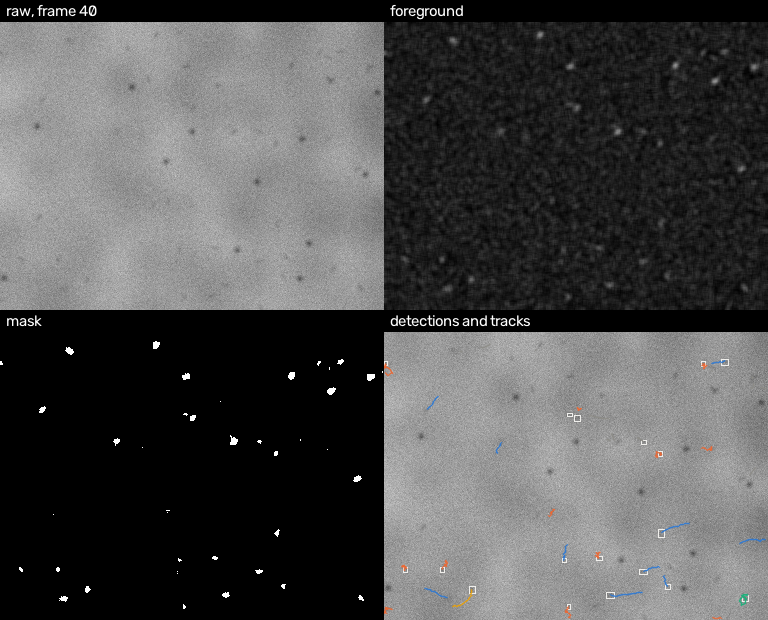 raw, frame 40
foreground
mask
detections and tracks